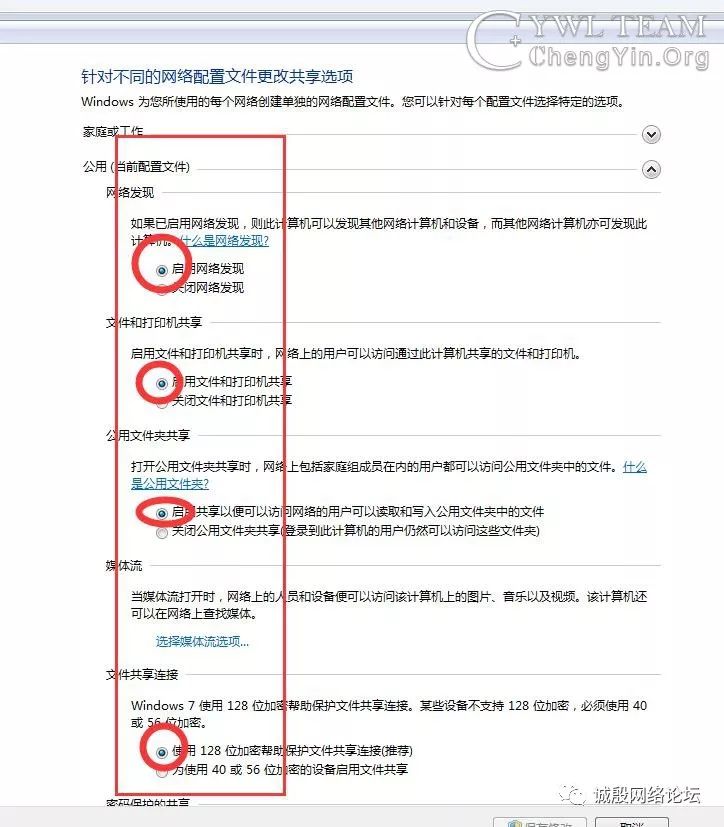 CYWL TEAM
ChengYin.Org
针对不同的网络配置文件更改共享选项
Windows 为您所使用的每个网络创建单独的网络配置文件。您可以针对每个配置文件选择特定的选项。
家庭或工作
公用 (当前配置文件)
网络发现
如果已启用网络发现，则此计算机可以发现其他网络计算机和设备，而其他网络计算机亦可发现此
计算机。什么是网络发现?
启用网络发现
关闭网络发现
文件和打印机共享
启用文件和打印机共享时，网络上的用户可以访问通过此计算机共享的文件和打印机。
启用文件和打印机共享
关闭文件和打印机共享
公用文件夹共享
打开公用文件夹共享时，网络上包括家庭组成员在内的用户都可以访问公用文件夹中的文件。什么
是公用文件夹?
启用共享以便可以访问网络的用户可以读取和写入公用文件夹中的文件
关闭公用文件夹共享(登录到此计算机的用户仍然可以访问这些文件夹)
媒体流
当媒体流打开时，网络上的人员和设备便可以访问该计算机上的图片、音乐以及视频。该计算机还
可以在网络上查找媒体。
选择媒体流选项...
文件共享连接
Windows 7 使用 128 位加密帮助保护文件共享连接。某些设备不支持 128 位加密，必须使用 40
或 56 位加密。
使用 128 位加密帮助保护文件共享连接(推荐)
为使用 40 或 56 位加密的设备启用文件共享
密码保护的共享
诚殷网络论坛
保存修改
取消